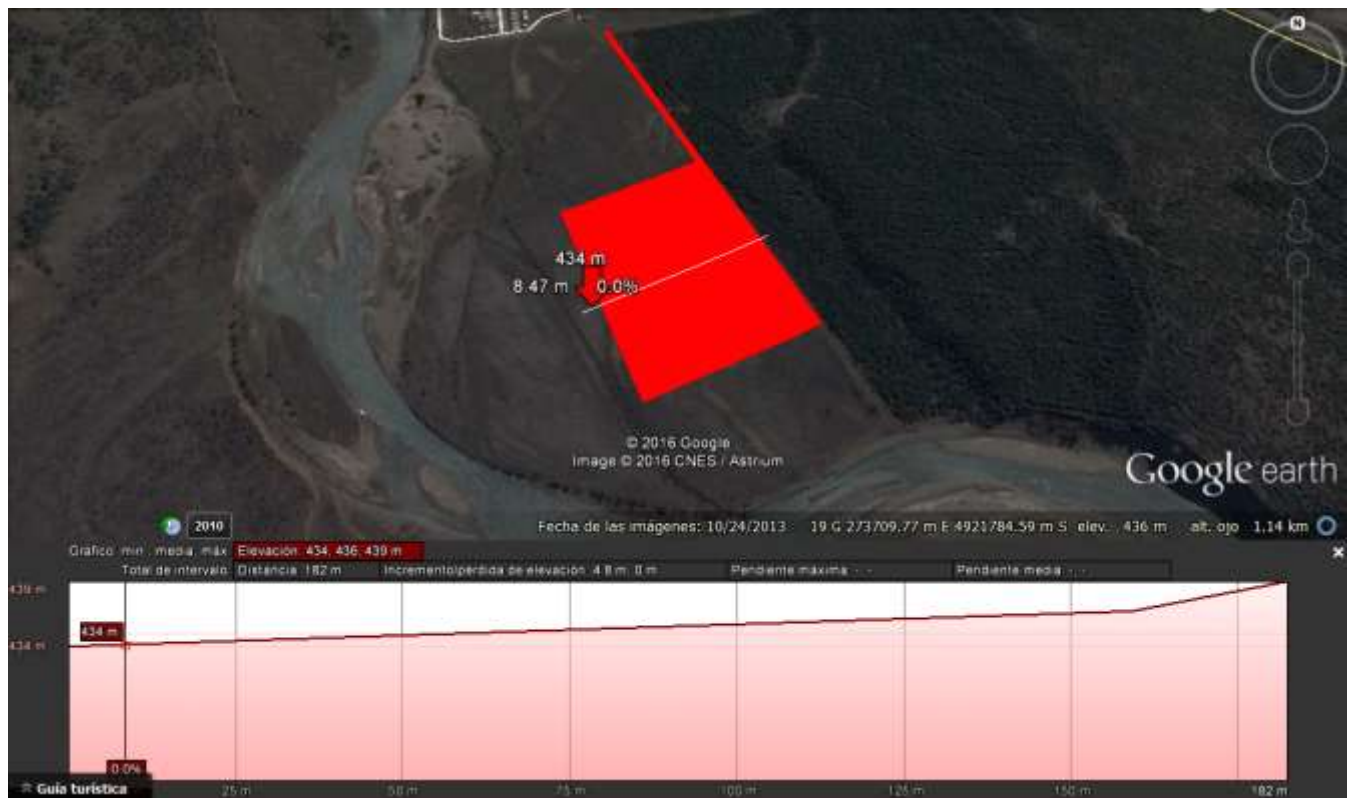 N
434 m
8.47 m 0.0%
© 2016 Google
Image © 2016 CNES / Astrium
Google earth
2010
Fecha de las imágenes: 10/24/2013 19 G 273709.77 m E 4921784.59 m S elev. 436 m alt. ojo 1.14 km
Gráfico: mín., media, máx. Elevación: 434, 436, 439 m
Total de intervalo: Distancia: 182 m Incremento/pérdida de elevación: 4.8 m, 0 m Pendiente máxima: - - Pendiente media: - -
439 m
434 m
434 m
0.0%
Guía turística
25 m 50 m 75 m 100 m 125 m 150 m 182 m